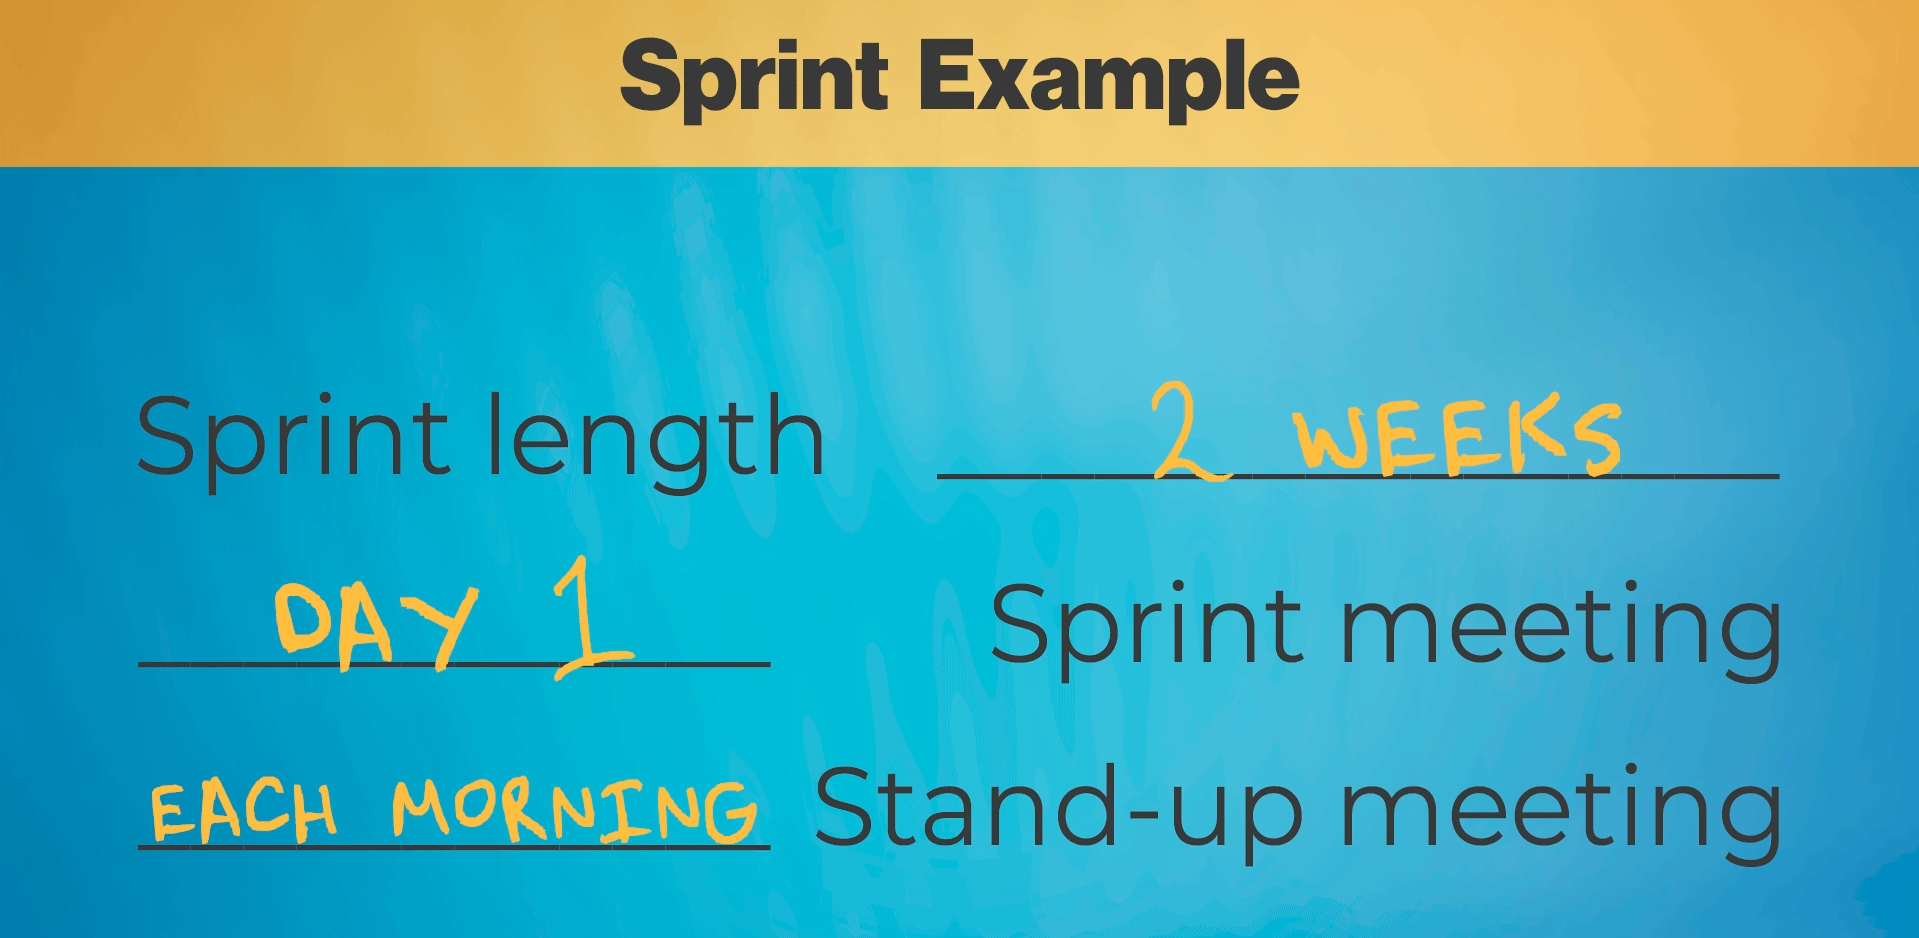 Sprint Example
Sprint length 2 WEEKS
DAY 1 Sprint meeting
EACH MORNING Stand-up meeting